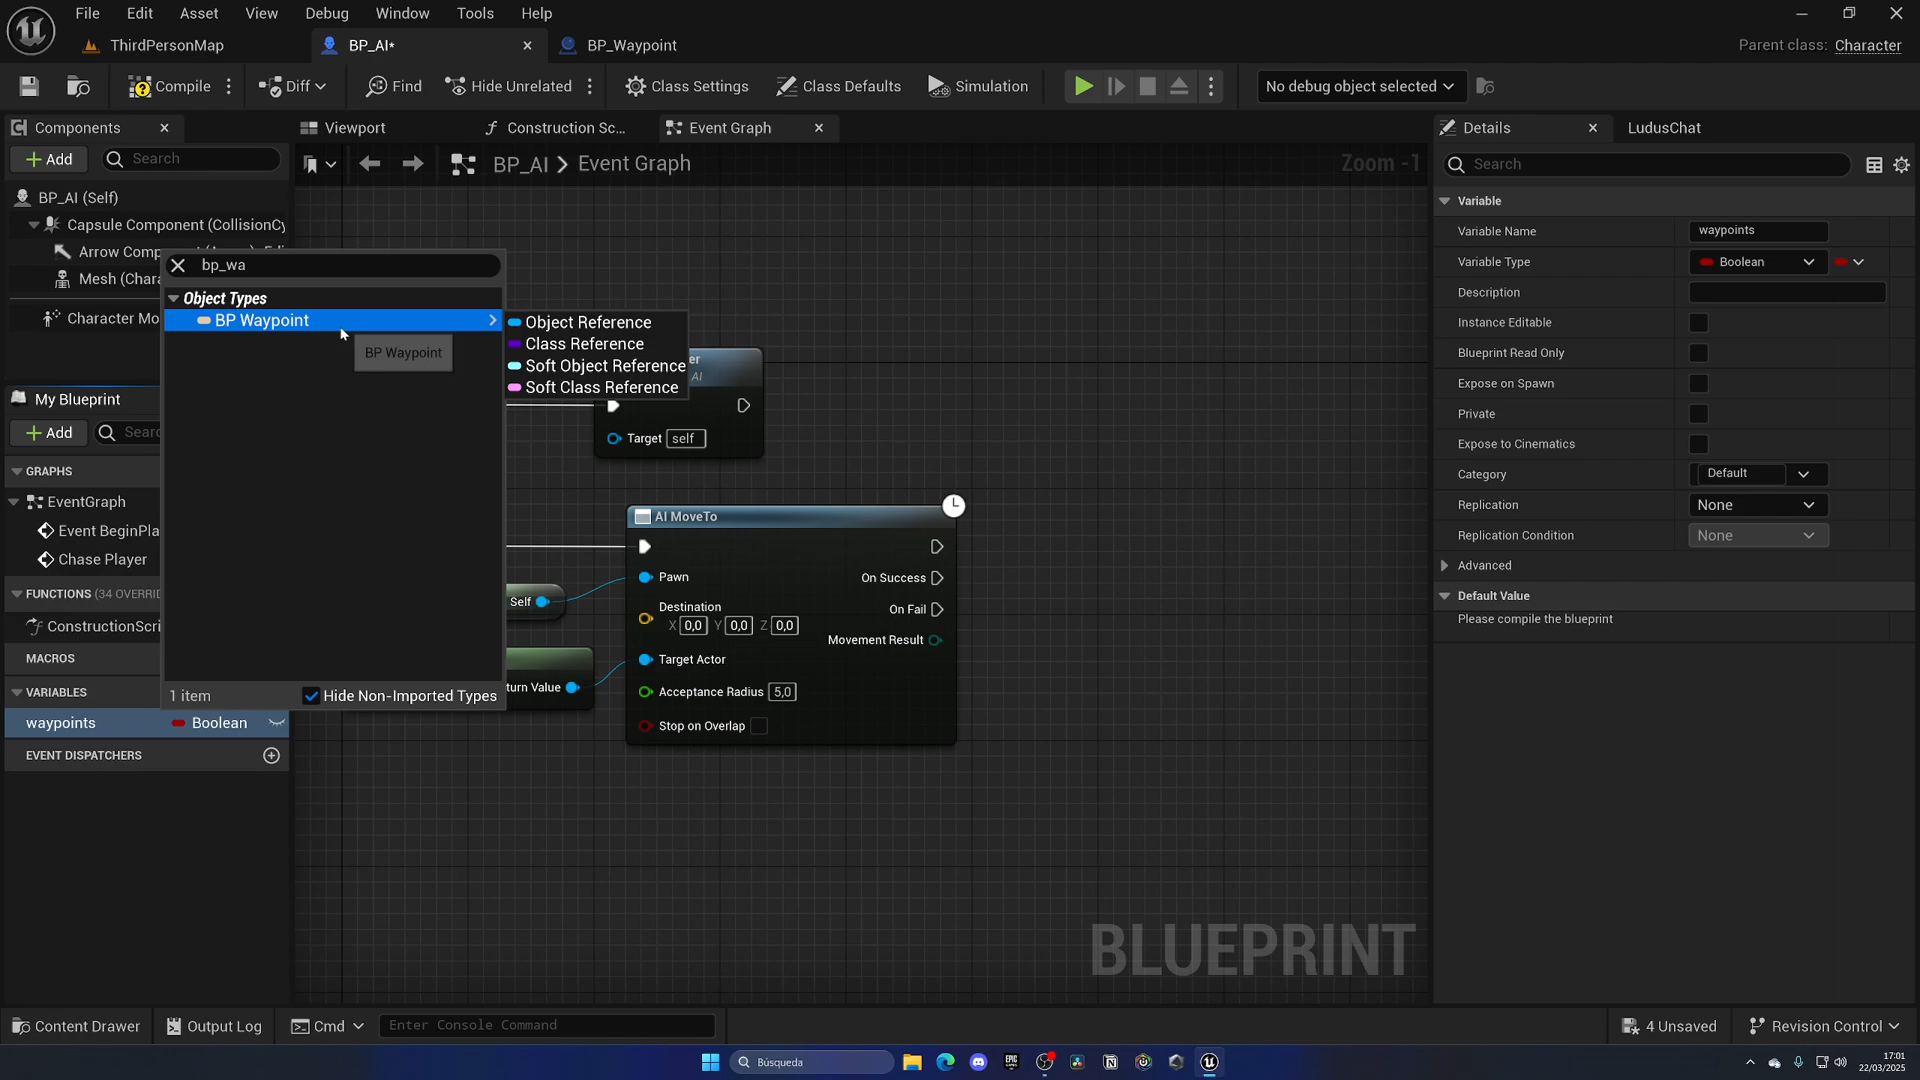 File Edit Asset View Debug Window Tools Help
ThirdPersonMap
BP_AI*
BP_Waypoint
Parent class: Character
Compile
Diff
Find
Hide Unrelated
Class Settings
Class Defaults
Simulation
No debug object selected
Components
+ Add
Search
BP_AI (Self)
Capsule Component (CollisionCy
Arrow Comp
Mesh (Chara
Character Mo
bp_wa
Object Types
BP Waypoint
BP Waypoint
1 item
Hide Non-Imported Types
Object Reference
Class Reference
Soft Object Reference
Soft Class Reference
My Blueprint
+ Add
Searc
GRAPHS
EventGraph
Event BeginPla
Chase Player
FUNCTIONS (34 OVERRID
ConstructionScri
MACROS
VARIABLES
waypoints Boolean
EVENT DISPATCHERS
Viewport
Construction Sc...
Event Graph
BP_AI > Event Graph
Zoom -1
er
AI
Target self
Self
turn Value
AI MoveTo
Pawn
On Success
Destination
X 0,0 Y 0,0 Z 0,0
On Fail
Movement Result
Target Actor
Acceptance Radius 5,0
Stop on Overlap
BLUEPRINT
Details
LudusChat
Search
Variable
Variable Name waypoints
Variable Type Boolean
Description
Instance Editable
Blueprint Read Only
Expose on Spawn
Private
Expose to Cinematics
Category Default
Replication None
Replication Condition None
Advanced
Default Value
Please compile the blueprint
Content Drawer
Output Log
Cmd
Enter Console Command
4 Unsaved
Revision Control
Búsqueda
EPIC
17:01
22/03/2025